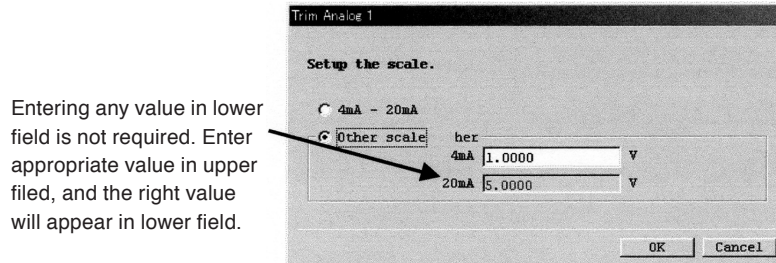 Trim Analog 1
Setup the scale.
4mA - 20mA
Other scale her
4mA 1.0000 V
20mA 5.0000 V
OK Cancel
Entering any value in lower
field is not required. Enter
appropriate value in upper
filed, and the right value
will appear in lower field.